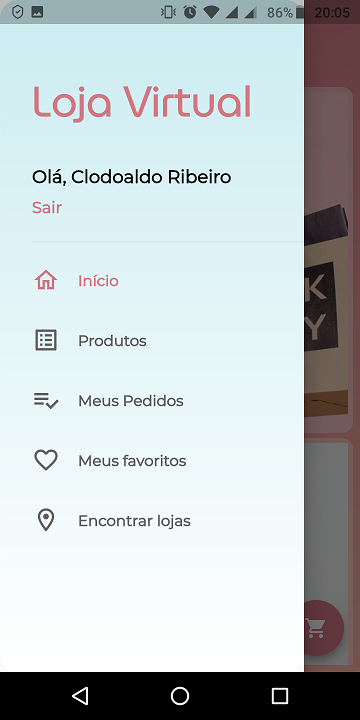 86% 20:05
Loja Virtual
Olá, Clodoaldo Ribeiro
Sair
Início
Produtos
Meus Pedidos
Meus favoritos
Encontrar lojas
K
Y